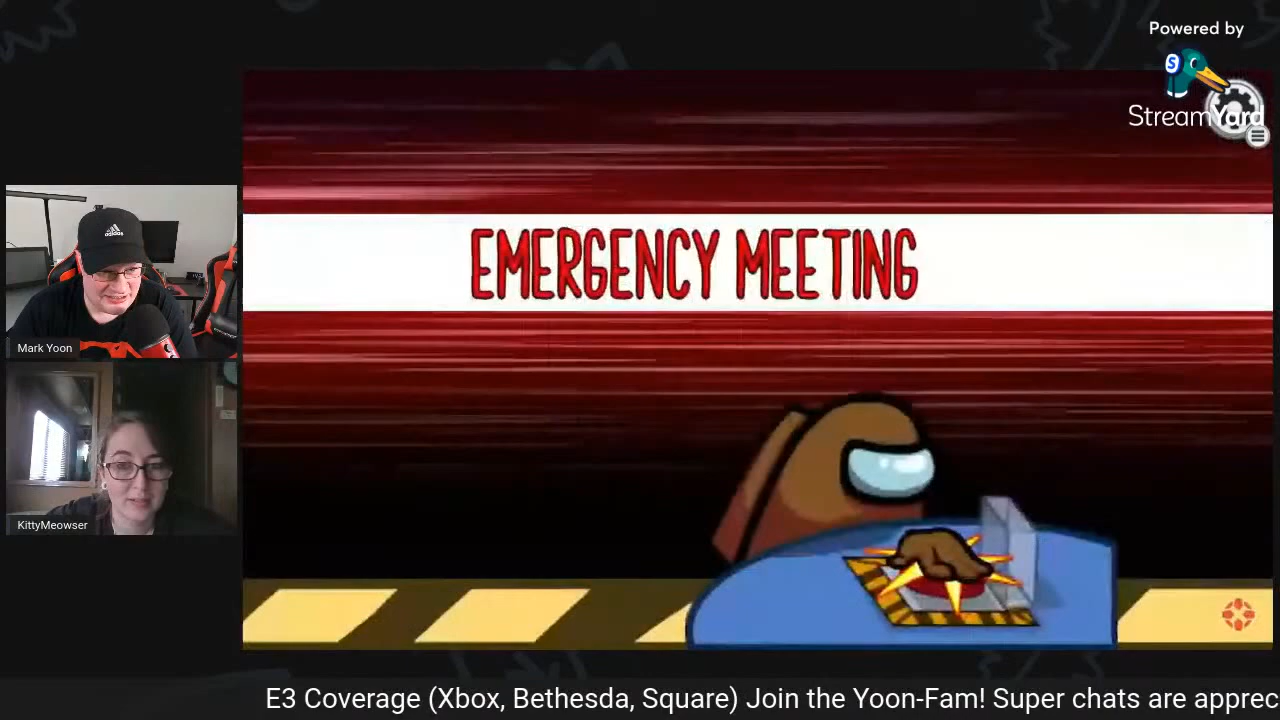 Powered by
StreamYard
EMERGENCY MEETING
adidas
Mark Yoon
KittyMeowser
E3 Coverage (Xbox, Bethesda, Square) Join the Yoon-Fam! Super chats are apprec